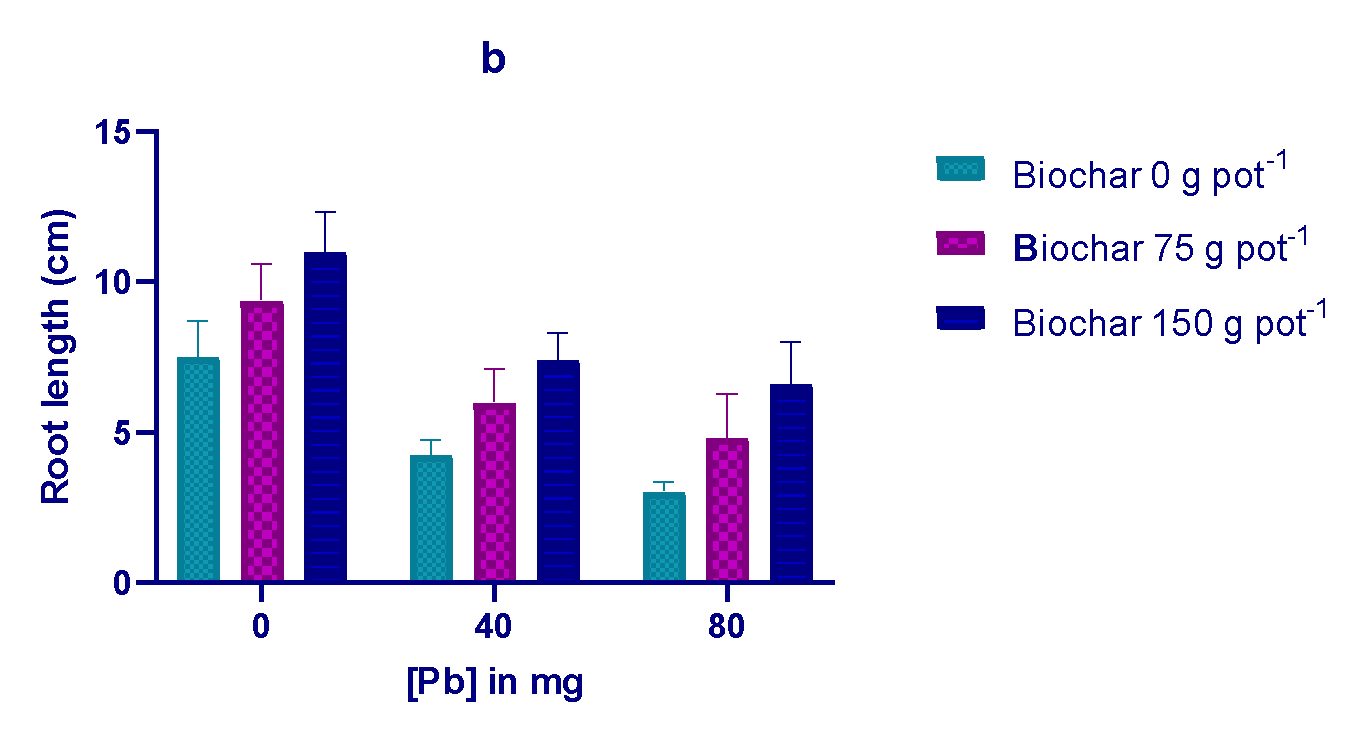 b
15
10
5
0
Root length (cm)
0 40 80
[Pb] in mg
Biochar 0 g pot⁻¹
Biochar 75 g pot⁻¹
Biochar 150 g pot⁻¹